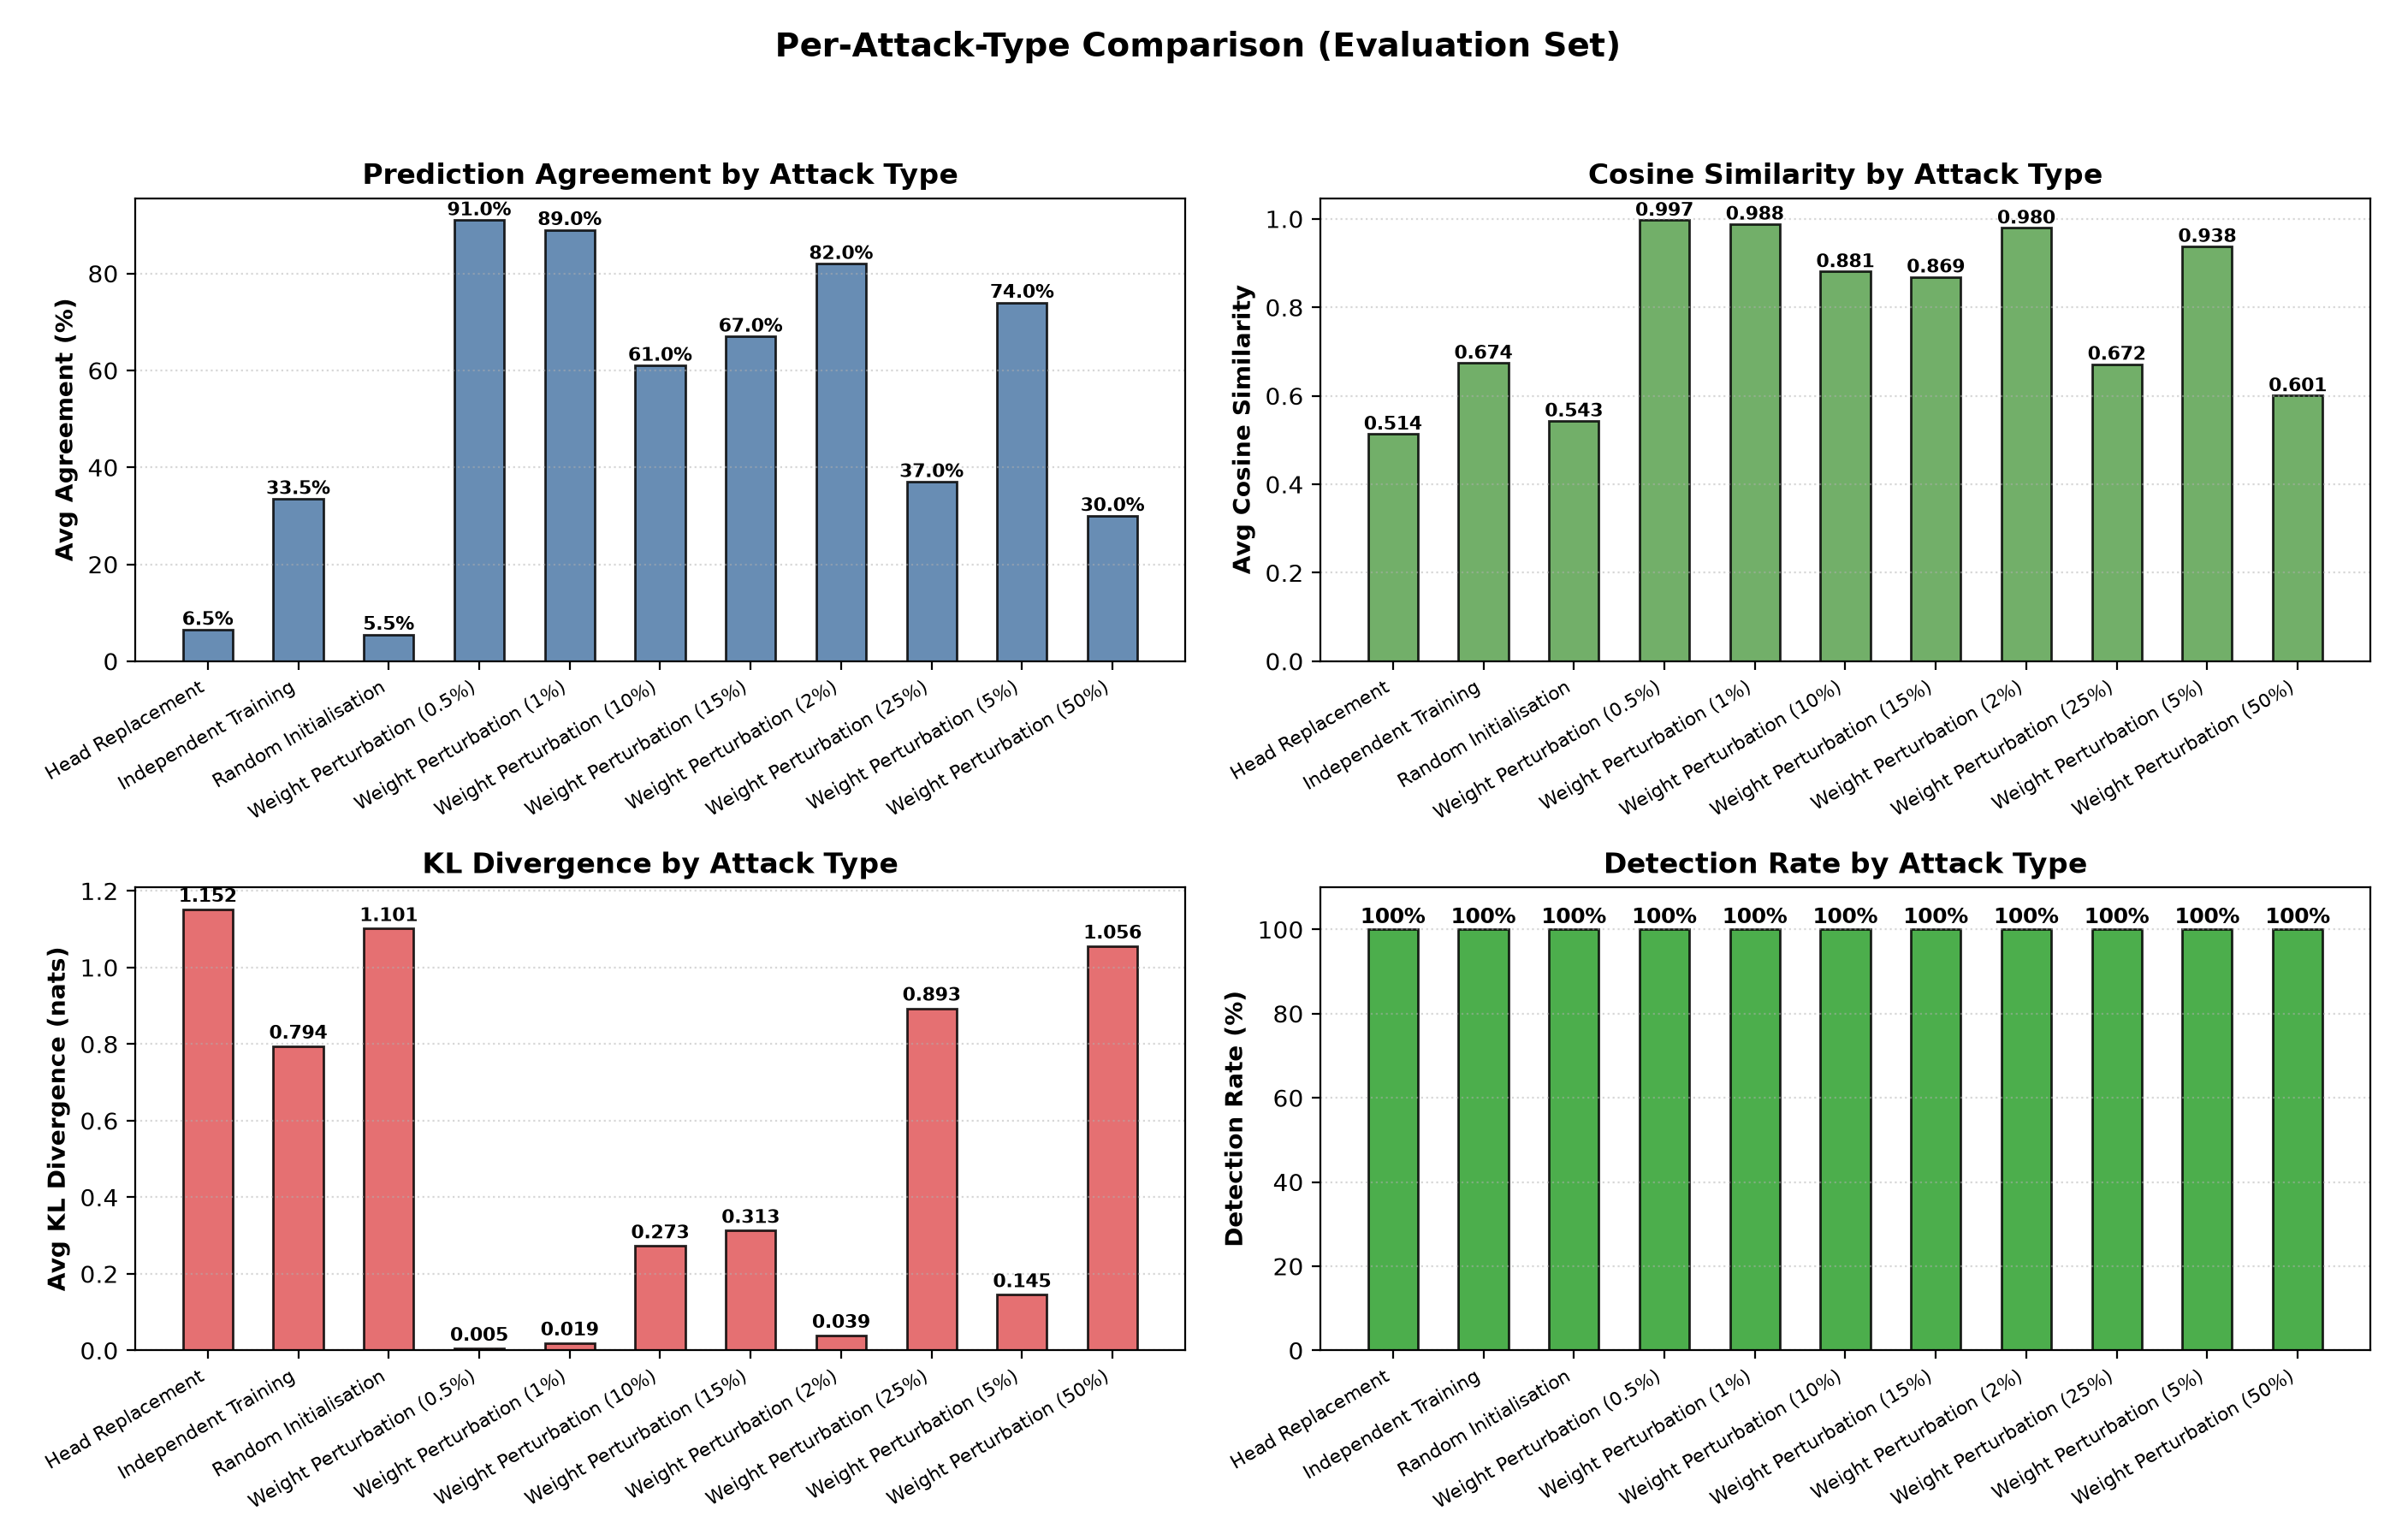 Per-Attack-Type Comparison (Evaluation Set)
Prediction Agreement by Attack Type
Avg Agreement (%)
80
60
40
20
0
6.5%
33.5%
5.5%
91.0%
89.0%
61.0%
67.0%
82.0%
37.0%
74.0%
30.0%
Head Replacement
Independent Training
Random Initialisation
Weight Perturbation (0.5%)
Weight Perturbation (1%)
Weight Perturbation (10%)
Weight Perturbation (15%)
Weight Perturbation (2%)
Weight Perturbation (25%)
Weight Perturbation (5%)
Weight Perturbation (50%)
Cosine Similarity by Attack Type
Avg Cosine Similarity
1.0
0.8
0.6
0.4
0.2
0.0
0.514
0.674
0.543
0.997
0.988
0.881
0.869
0.980
0.672
0.938
0.601
Head Replacement
Independent Training
Random Initialisation
Weight Perturbation (0.5%)
Weight Perturbation (1%)
Weight Perturbation (10%)
Weight Perturbation (15%)
Weight Perturbation (2%)
Weight Perturbation (25%)
Weight Perturbation (5%)
Weight Perturbation (50%)
KL Divergence by Attack Type
Avg KL Divergence (nats)
1.2
1.0
0.8
0.6
0.4
0.2
0.0
1.152
0.794
1.101
0.005
0.019
0.273
0.313
0.039
0.893
0.145
1.056
Head Replacement
Independent Training
Random Initialisation
Weight Perturbation (0.5%)
Weight Perturbation (1%)
Weight Perturbation (10%)
Weight Perturbation (15%)
Weight Perturbation (2%)
Weight Perturbation (25%)
Weight Perturbation (5%)
Weight Perturbation (50%)
Detection Rate by Attack Type
Detection Rate (%)
100
80
60
40
20
0
100%
100%
100%
100%
100%
100%
100%
100%
100%
100%
100%
Head Replacement
Independent Training
Random Initialisation
Weight Perturbation (0.5%)
Weight Perturbation (1%)
Weight Perturbation (10%)
Weight Perturbation (15%)
Weight Perturbation (2%)
Weight Perturbation (25%)
Weight Perturbation (5%)
Weight Perturbation (50%)